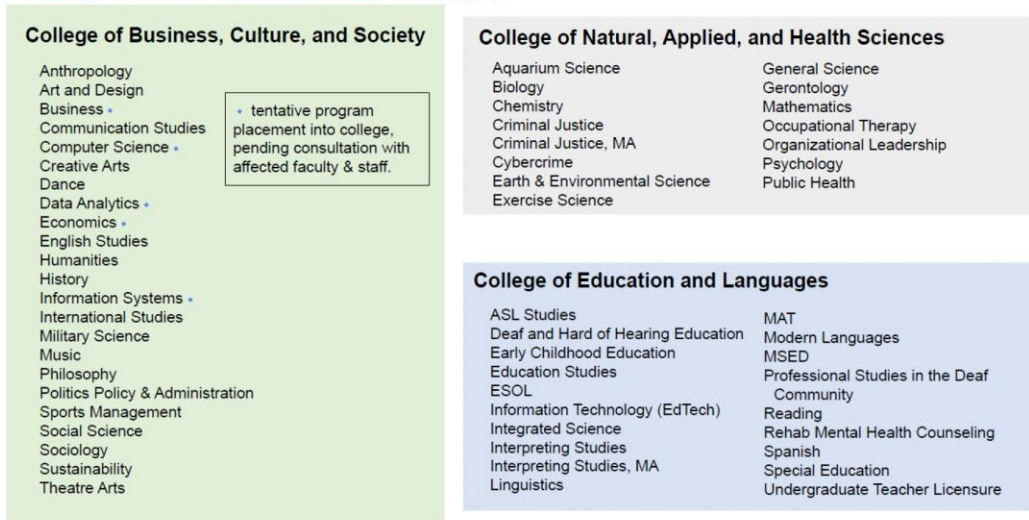 College of Business, Culture, and Society
Anthropology
Art and Design
Business •
Communication Studies
Computer Science •
Creative Arts
Dance
Data Analytics •
Economics •
English Studies
Humanities
History
Information Systems •
International Studies
Military Science
Music
Philosophy
Politics Policy & Administration
Sports Management
Social Science
Sociology
Sustainability
Theatre Arts
• tentative program
placement into college,
pending consultation with
affected faculty & staff.
College of Natural, Applied, and Health Sciences
Aquarium Science
Biology
Chemistry
Criminal Justice
Criminal Justice, MA
Cybercrime
Earth & Environmental Science
Exercise Science
General Science
Gerontology
Mathematics
Occupational Therapy
Organizational Leadership
Psychology
Public Health
College of Education and Languages
ASL Studies
Deaf and Hard of Hearing Education
Early Childhood Education
Education Studies
ESOL
Information Technology (EdTech)
Integrated Science
Interpreting Studies
Interpreting Studies, MA
Linguistics
MAT
Modern Languages
MSED
Professional Studies in the Deaf
Community
Reading
Rehab Mental Health Counseling
Spanish
Special Education
Undergraduate Teacher Licensure